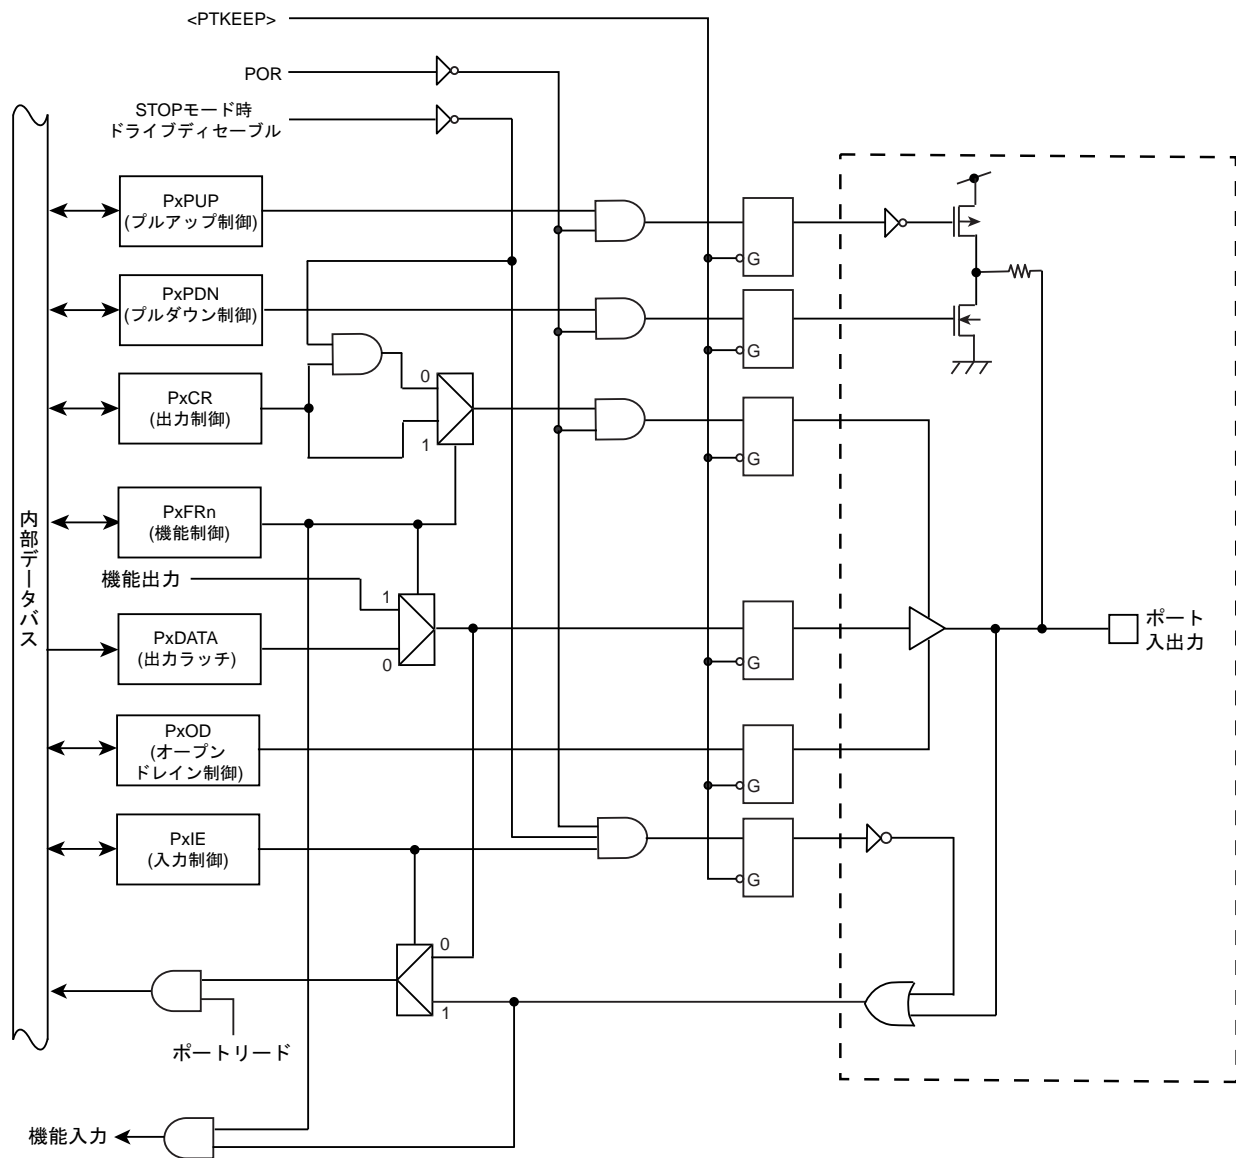 <PTKEEP>
POR
STOPモード時
ドライブディセーブル
PxPUP
(プルアップ制御)
G
PxPDN
(プルダウン制御)
G
PxCR
(出力制御)
0
1
G
内部データバス
PxFRn
(機能制御)
機能出力
1
0
PxDATA
(出力ラッチ)
G
ポート
入出力
PxOD
(オープン
ドレイン制御)
G
PxIE
(入力制御)
G
0
1
ポートリード
機能入力